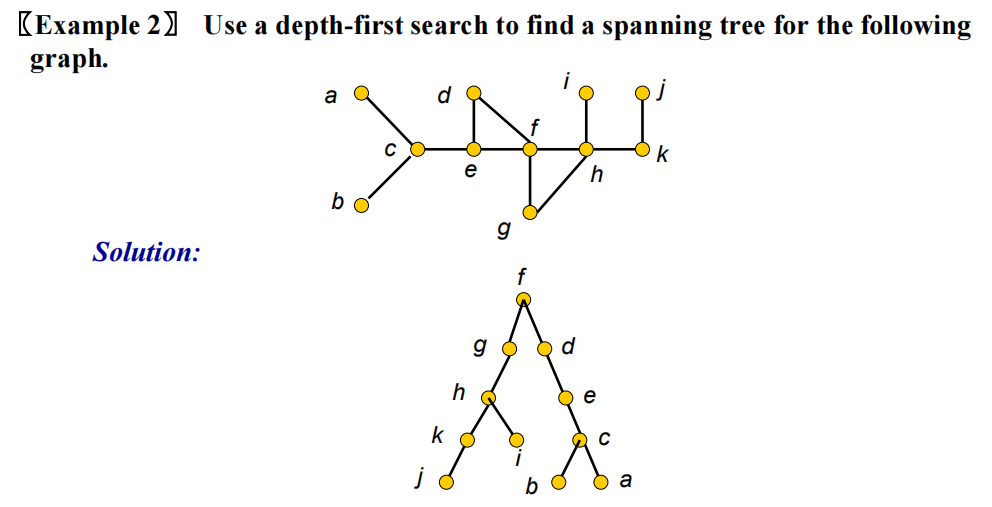 〖Example 2〗 Use a depth-first search to find a spanning tree for the following
graph.
a
d
i
j
f
c
k
e
h
b
g
Solution:
f
g
d
h
e
k
c
i
j
b
a